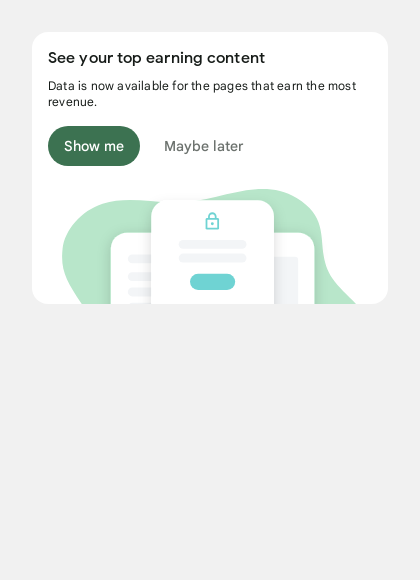 See your top earning content
Data is now available for the pages that earn the most
revenue.
Show me
Maybe later